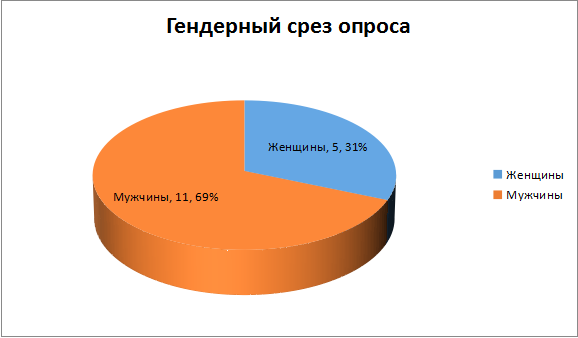 Гендерный срез опроса
Женщины, 5, 31%
Мужчины, 11, 69%
Женщины
Мужчины